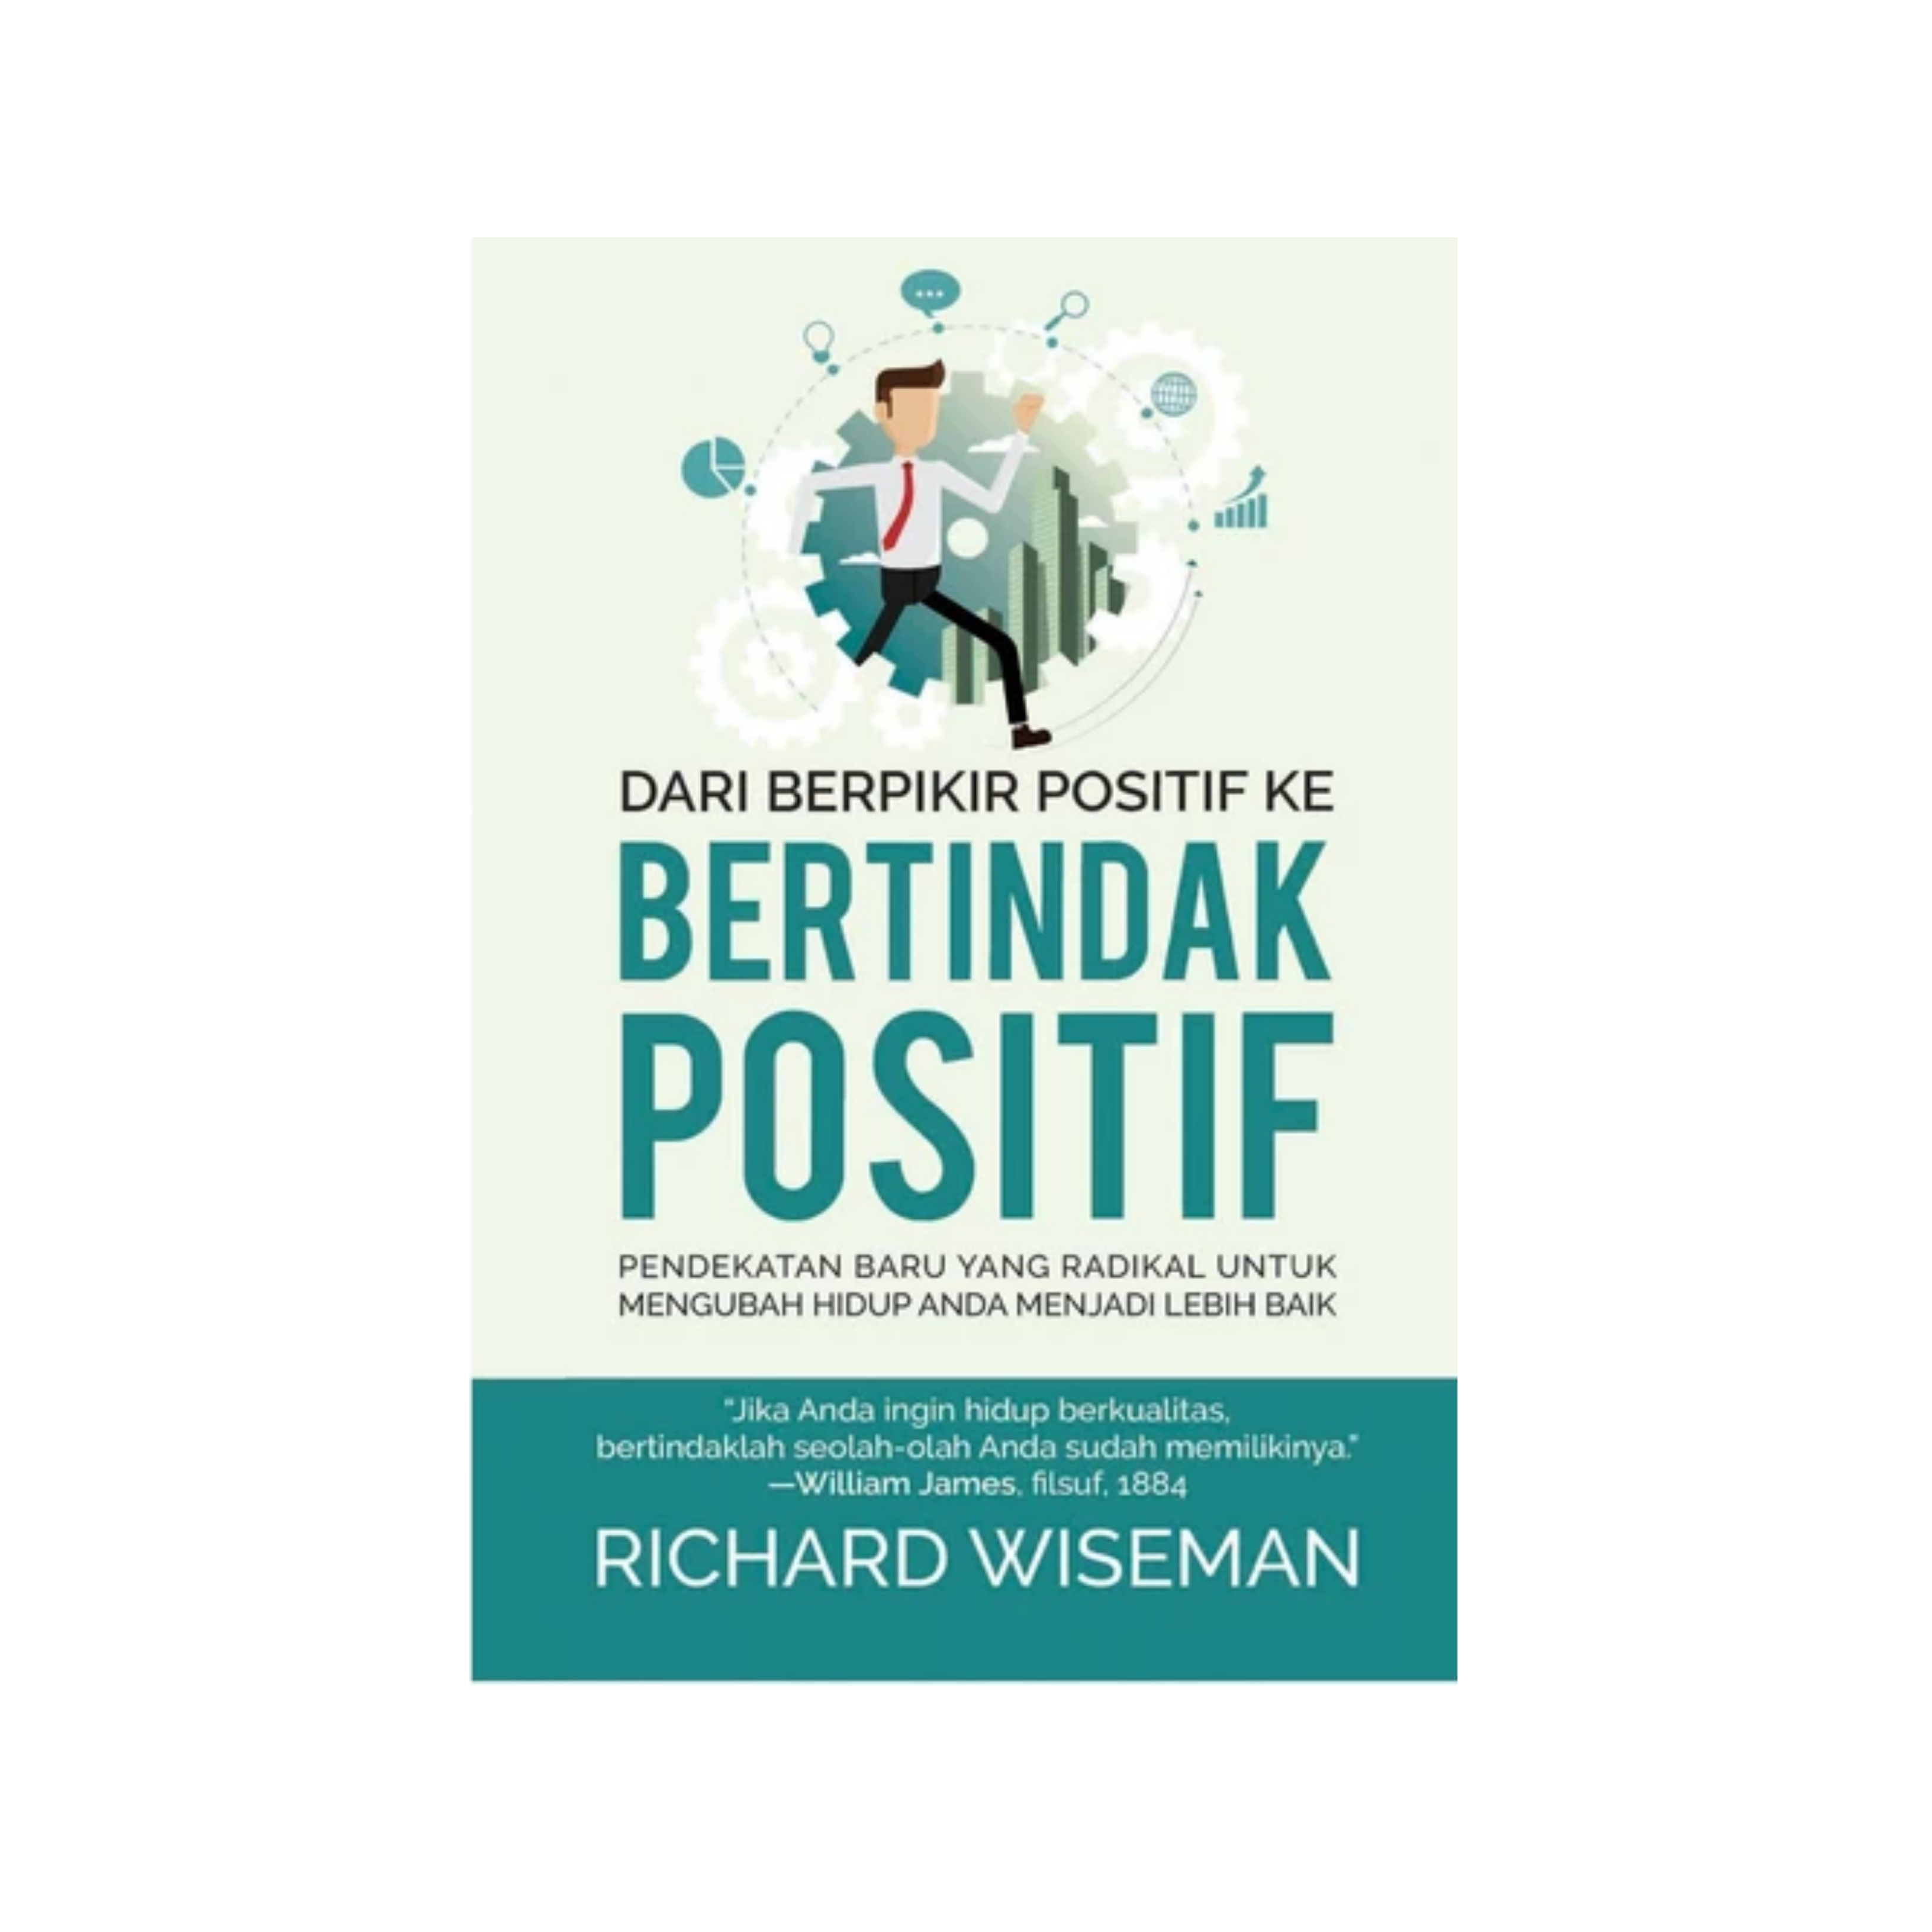 DARI BERPIKIR POSITIF KE
BERTINDAK
POSITIF
PENDEKATAN BARU YANG RADIKAL UNTUK
MENGUBAH HIDUP ANDA MENJADI LEBIH BAIK
"Jika Anda ingin hidup berkualitas,
bertindaklah seolah-olah Anda sudah memilikinya."
—William James, filsuf, 1884
RICHARD WISEMAN